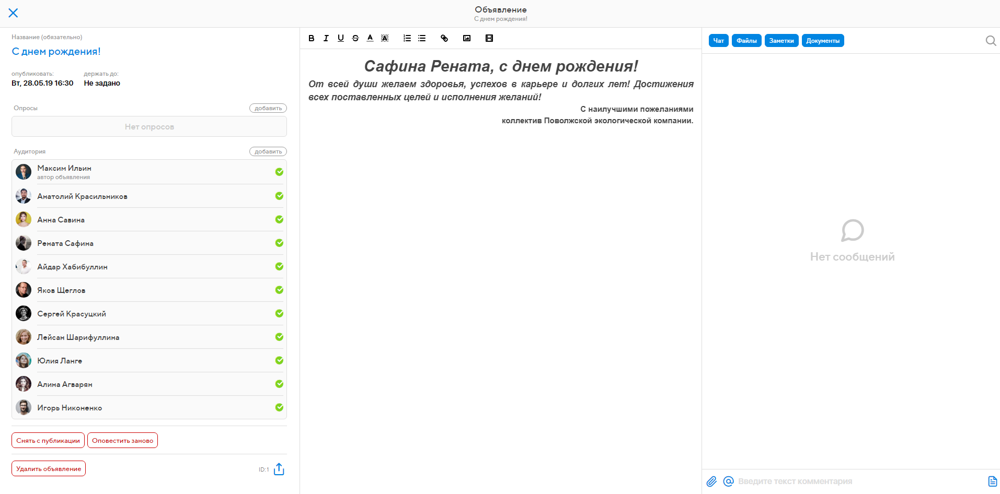 Объявление
С днем рождения!
Название (обязательно)
С днем рождения!
опубликовать: держать до:
Вт, 28.05.19 16:30 Не задано
Опросы добавить
Нет опросов
Аудитория добавить
Максим Ильин
автор объявления
Анатолий Красильников
Анна Савина
Рената Сафина
Айдар Хабибуллин
Яков Щеглов
Сергей Красуцкий
Лейсан Шарифуллина
Юлия Ланге
Алина Агварян
Игорь Никоненко
Снять с публикации Оповестить заново
Удалить объявление ID: 1
B I U S A A
Сафина Рената, с днем рождения!
От всей души желаем здоровья, успехов в карьере и долгих лет! Достижения
всех поставленных целей и исполнения желаний!
С наилучшими пожеланиями
коллектив Поволжской экологической компании.
Чат Файлы Заметки Документы
Нет сообщений
Введите текст комментария